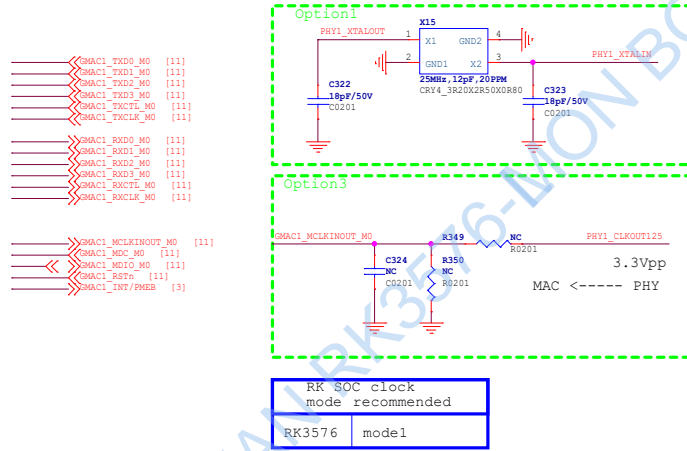 Option1
X15
PHY1_XTALOUT
1
X1
GND2
4
PHY1_XTALIN
2
GND1
X2
3
25MHz,12pF,20PPM
CRY4_3R20X2R50X0R80
C322
18pF/50V
C0201
C323
18pF/50V
C0201
GMAC1_TXD0_M0 [11]
GMAC1_TXD1_M0 [11]
GMAC1_TXD2_M0 [11]
GMAC1_TXD3_M0 [11]
GMAC1_TXCTL_M0 [11]
GMAC1_TXCLK_M0 [11]
GMAC1_RXD0_M0 [11]
GMAC1_RXD1_M0 [11]
GMAC1_RXD2_M0 [11]
GMAC1_RXD3_M0 [11]
GMAC1_RXCTL_M0 [11]
GMAC1_RXCLK_M0 [11]
GMAC1_MCLKINOUT_M0 [11]
GMAC1_MDC_M0 [11]
GMAC1_MDIO_M0 [11]
GMAC1_RSTn [11]
GMAC1_INT/PMEB [3]
Option3
GMAC1_MCLKINOUT_M0
R349
NC
R0201
PHY1_CLKOUT125
C324
NC
C0201
R350
NC
R0201
3.3Vpp
MAC <----- PHY
RK SOC clock
mode recommended
RK3576
mode1
AN RK3576-MON BO